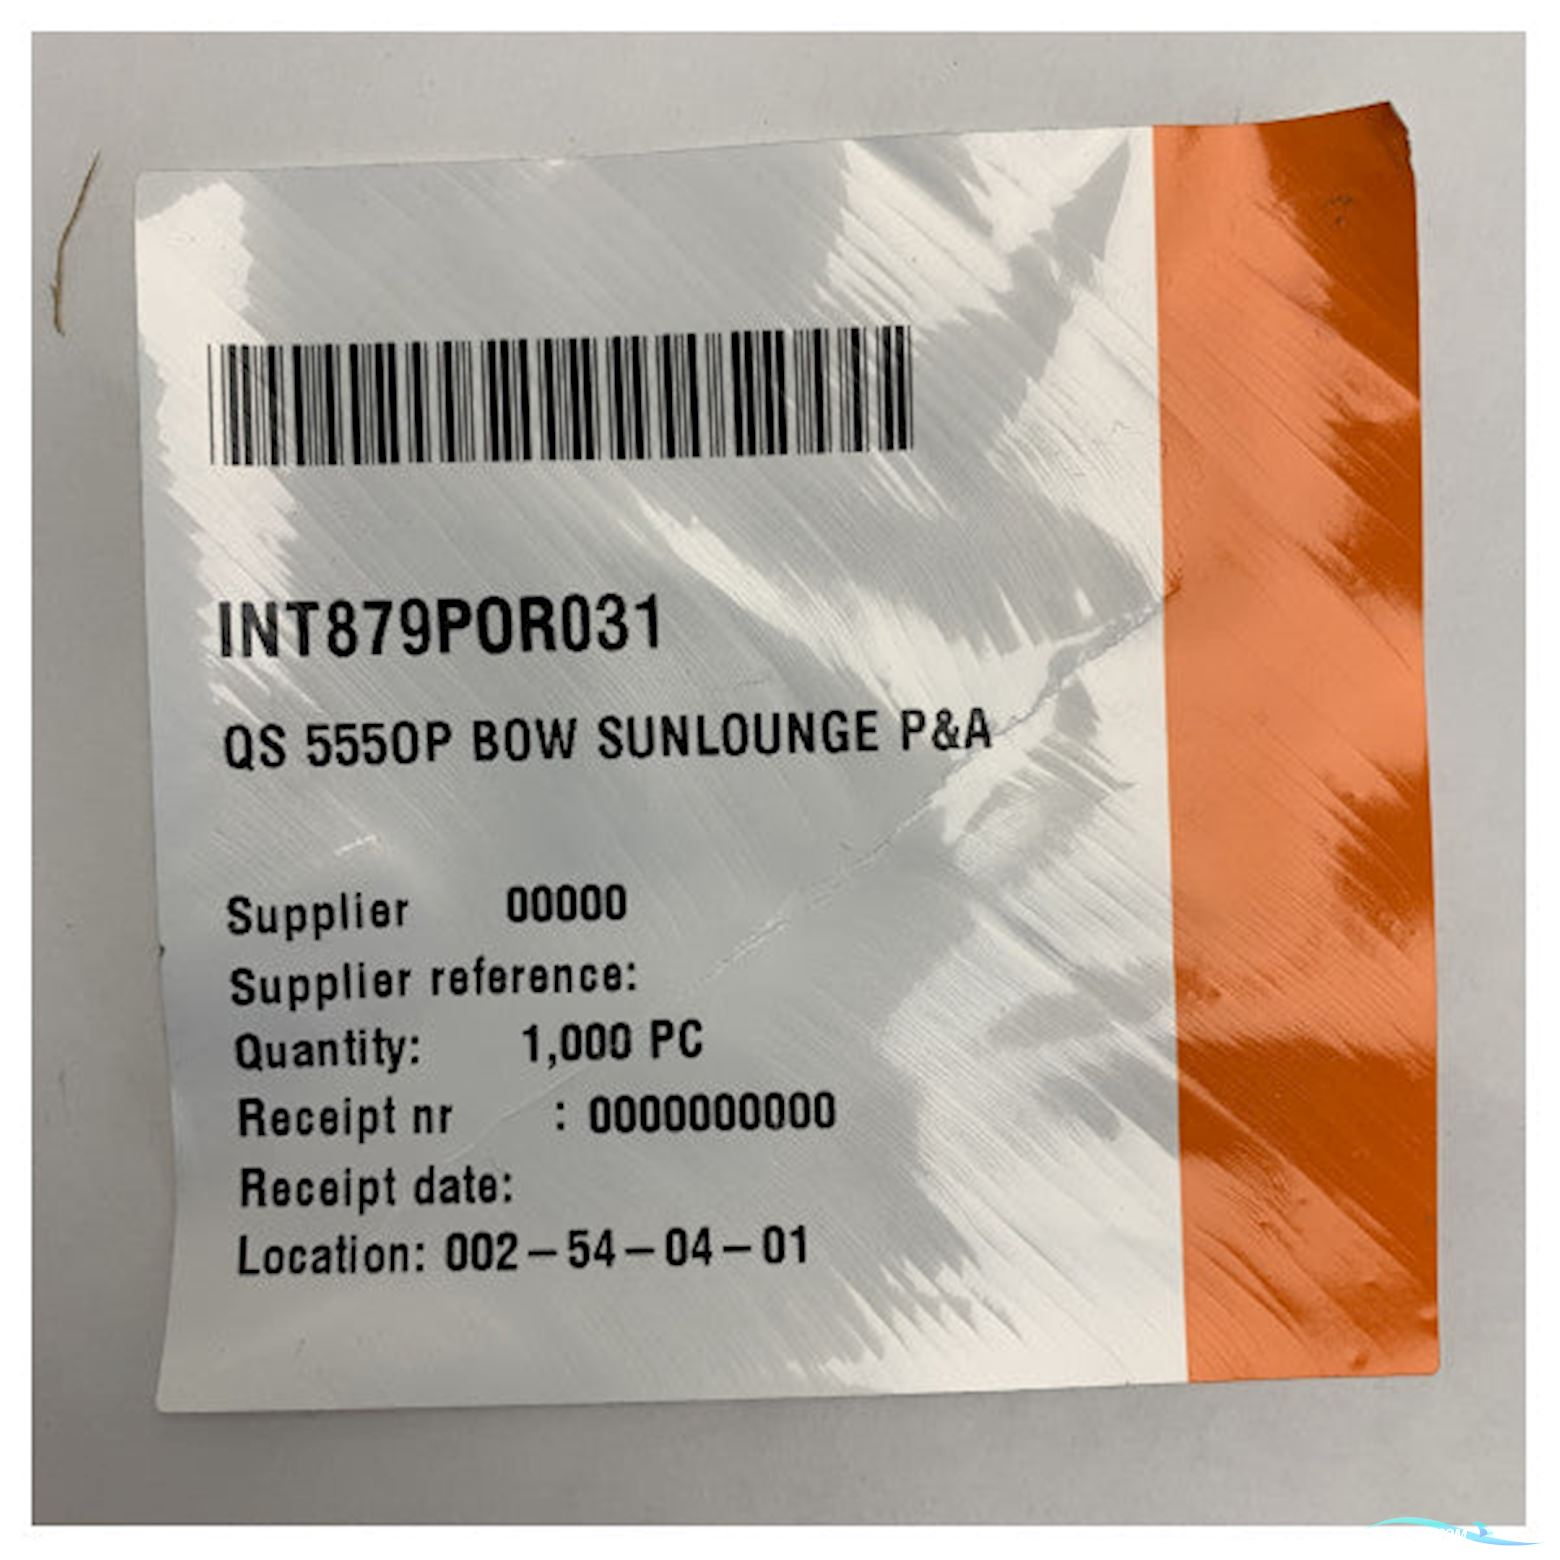 INT879POR031
QS 555OP BOW SUNLOUNGE P&A
Supplier 00000
Supplier reference:
Quantity: 1,000 PC
Receipt nr : 0000000000
Receipt date:
Location: 002-54-04-01